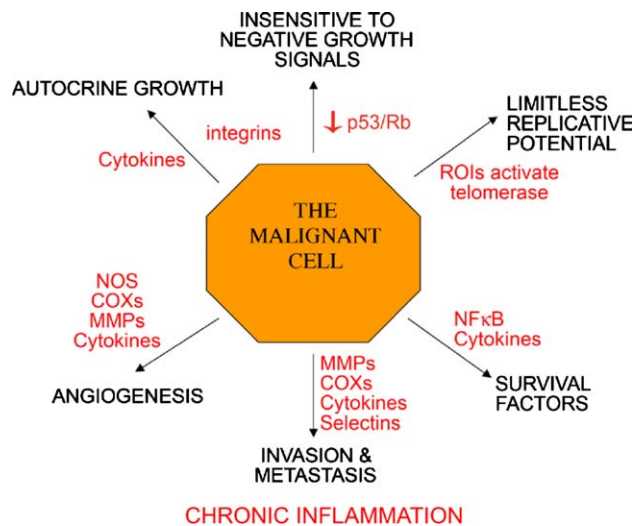 INSENSITIVE TO
NEGATIVE GROWTH
SIGNALS
AUTOCRINE GROWTH
LIMITLESS
REPLICATIVE
POTENTIAL
integrins
↓ p53/Rb
Cytokines
ROIs activate
telomerase
THE
MALIGNANT
CELL
NOS
COXs
MMPs
Cytokines
NFκB
Cytokines
ANGIOGENESIS
MMPs
COXs
Cytokines
Selectins
SURVIVAL
FACTORS
INVASION &
METASTASIS
CHRONIC INFLAMMATION